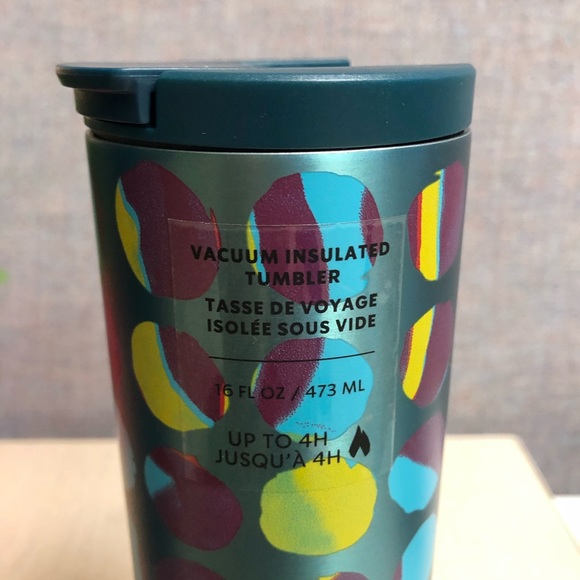 VACUUM INSULATED
TUMBLER
TASSE DE VOYAGE
ISOLÉE SOUS VIDE
16 FL OZ / 473 ML
UP TO 4H
JUSQU'À 4H